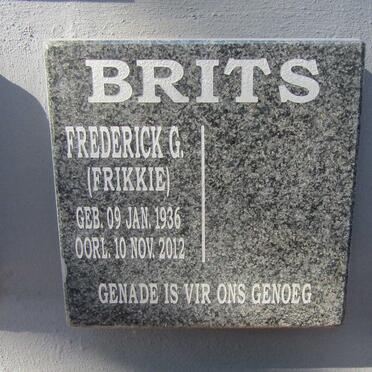 BRITS
FREDERICK G.
(FRIKKIE)
GEB. 09 JAN. 1936
OORL. 10 NOV. 2012
GENADE IS VIR ONS GENOEG